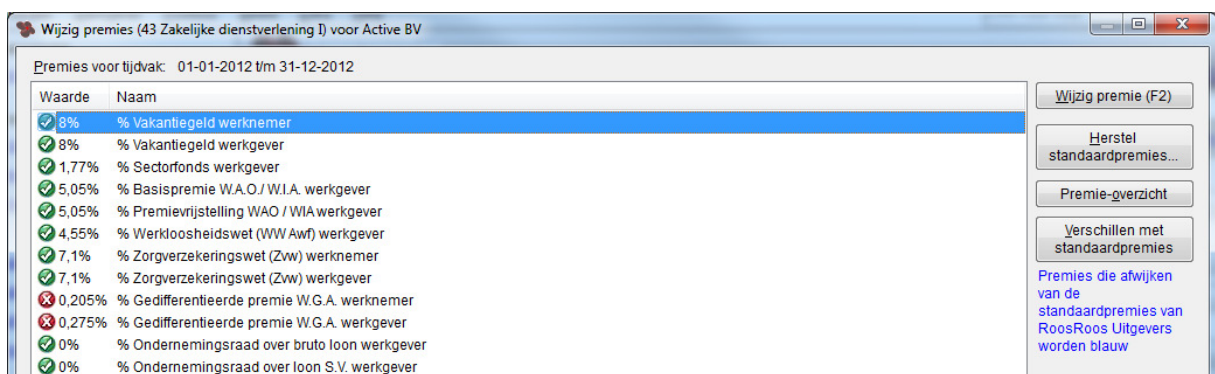 Wijzig premies (43 Zakelijke dienstverlening I) voor Active BV
Premies voor tijdvak: 01-01-2012 t/m 31-12-2012
Waarde Naam
8% % Vakantiegeld werknemer
8% % Vakantiegeld werkgever
1,77% % Sectorfonds werkgever
5,05% % Basispremie W.A.O./ W.I.A. werkgever
5,05% % Premievrijstelling WAO / WIA werkgever
4,55% % Werkloosheidswet (WW Awf) werkgever
7,1% % Zorgverzekeringswet (Zvw) werknemer
7,1% % Zorgverzekeringswet (Zvw) werkgever
0,205% % Gedifferentieerde premie W.G.A. werknemer
0,275% % Gedifferentieerde premie W.G.A. werkgever
0% % Ondernemingsraad over bruto loon werkgever
0% % Ondernemingsraad over loon S.V. werkgever
Wijzig premie (F2)
Herstel
standaardpremies...
Premie-overzicht
Verschillen met
standaardpremies
Premies die afwijken
van de
standaardpremies van
RoosRoos Uitgevers
worden blauw